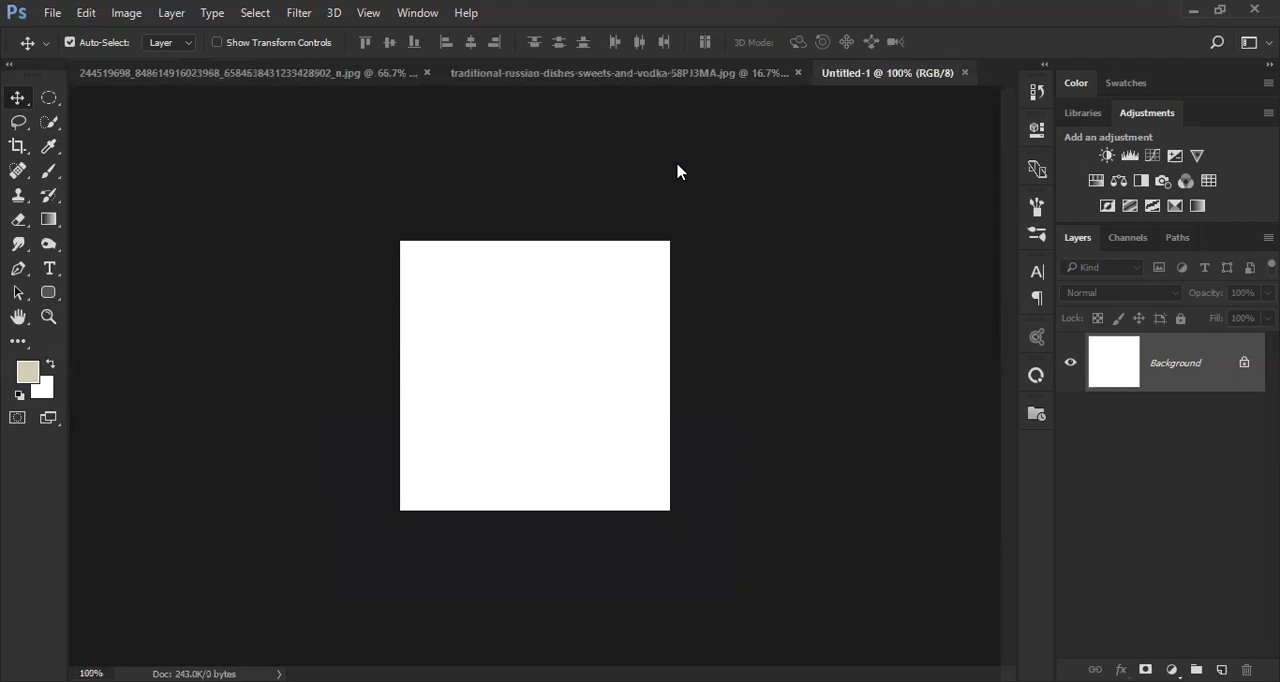 Ps File Edit Image Layer Type Select Filter 3D View Window Help
Auto-Select: Layer Show Transform Controls 3D Mode:
244519698_848614916023968_6584638431233428902_n.jpg @ 66.7% ... × traditional-russian-dishes-sweets-and-vodka-58PJ3MA.jpg @ 16.7%... × Untitled-1 @ 100% (RGB/8) ×
Color Swatches
Libraries Adjustments
Add an adjustment
Layers Channels Paths
Kind
Normal Opacity: 100%
Lock: Fill: 100%
Background
100% Doc: 243.0K/0 bytes